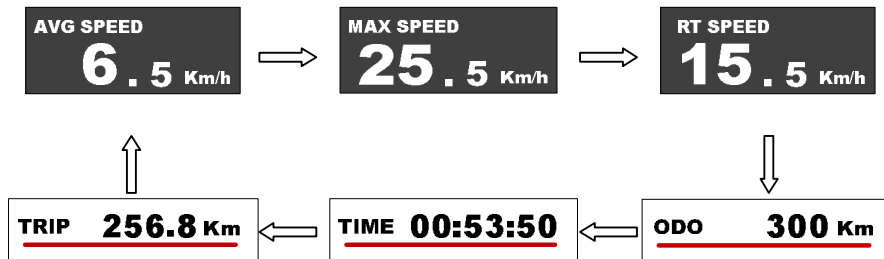 AVG SPEED
6.5 Km/h
MAX SPEED
25.5 Km/h
RT SPEED
15.5 Km/h
TRIP 256.8 Km
TIME 00:53:50
ODO 300 Km